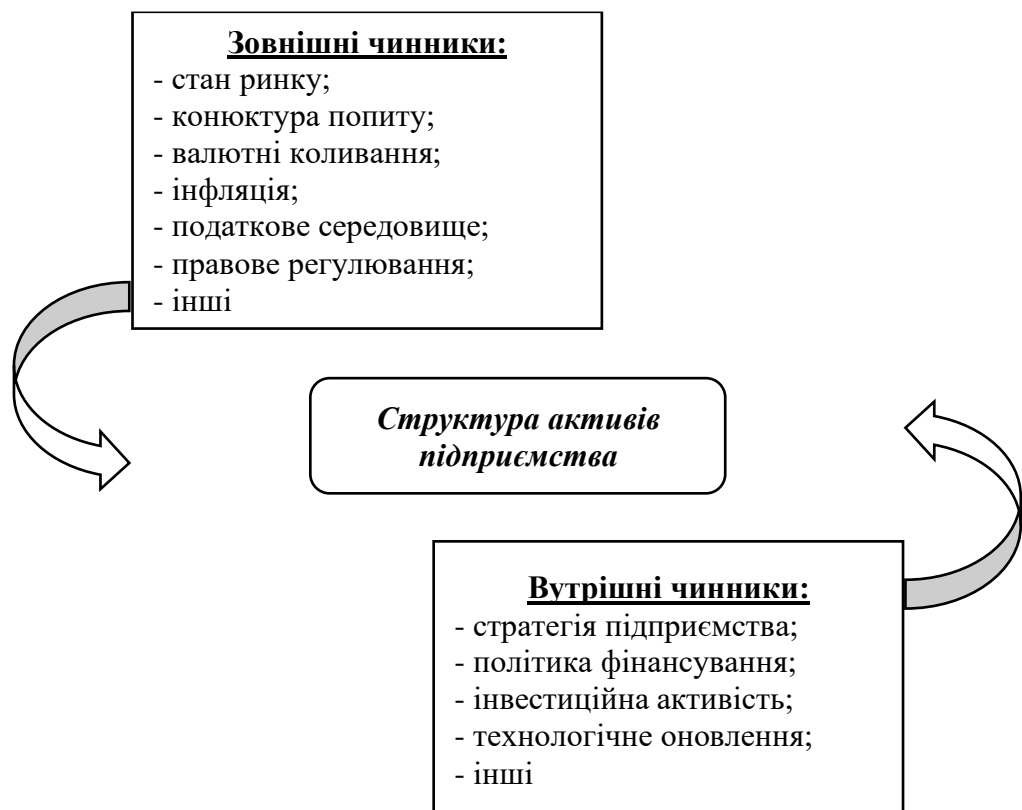 Зовнішні чинники:
- стан ринку;
- конюктура попиту;
- валютні коливання;
- інфляція;
- податкове середовище;
- правове регулювання;
- інші
Структура активів
підприємства
Вутрішні чинники:
- стратегія підприємства;
- політика фінансування;
- інвестиційна активність;
- технологічне оновлення;
- інші